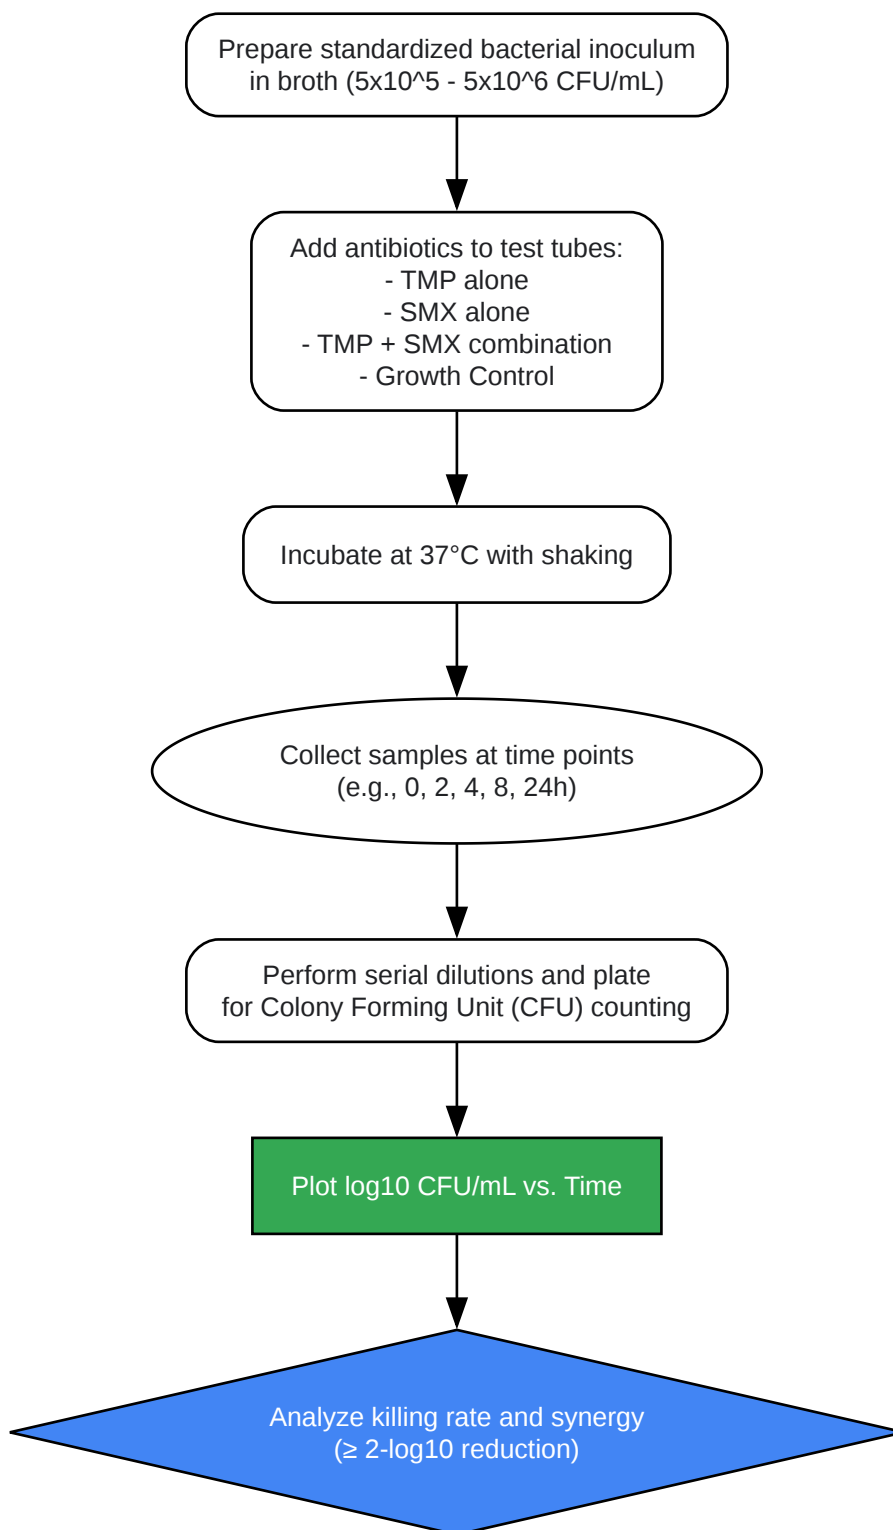 Prepare standardized bacterial inoculum
in broth (5x10^5 - 5x10^6 CFU/mL)
Add antibiotics to test tubes:
- TMP alone
- SMX alone
- TMP + SMX combination
- Growth Control
Incubate at 37°C with shaking
Collect samples at time points
(e.g., 0, 2, 4, 8, 24h)
Perform serial dilutions and plate
for Colony Forming Unit (CFU) counting
Plot log10 CFU/mL vs. Time
Analyze killing rate and synergy
(≥ 2-log10 reduction)